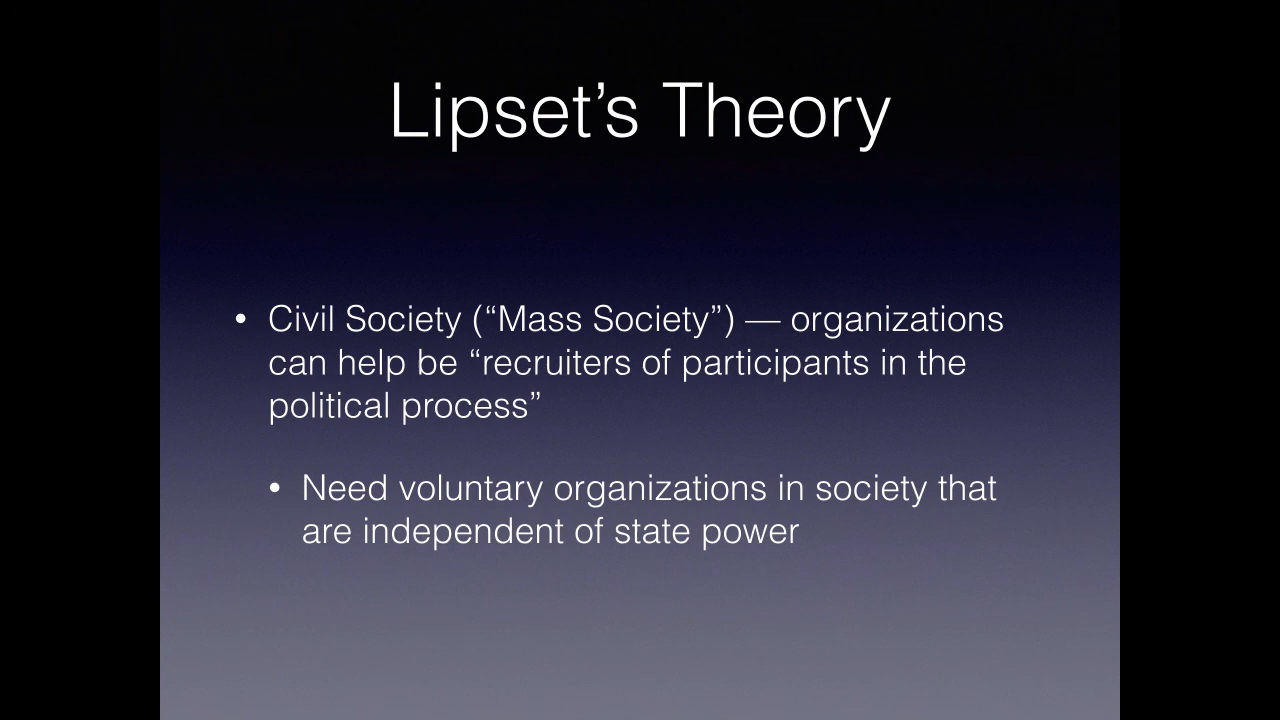 Lipset’s Theory
• Civil Society (“Mass Society”) — organizations
can help be “recruiters of participants in the
political process”
• Need voluntary organizations in society that
are independent of state power